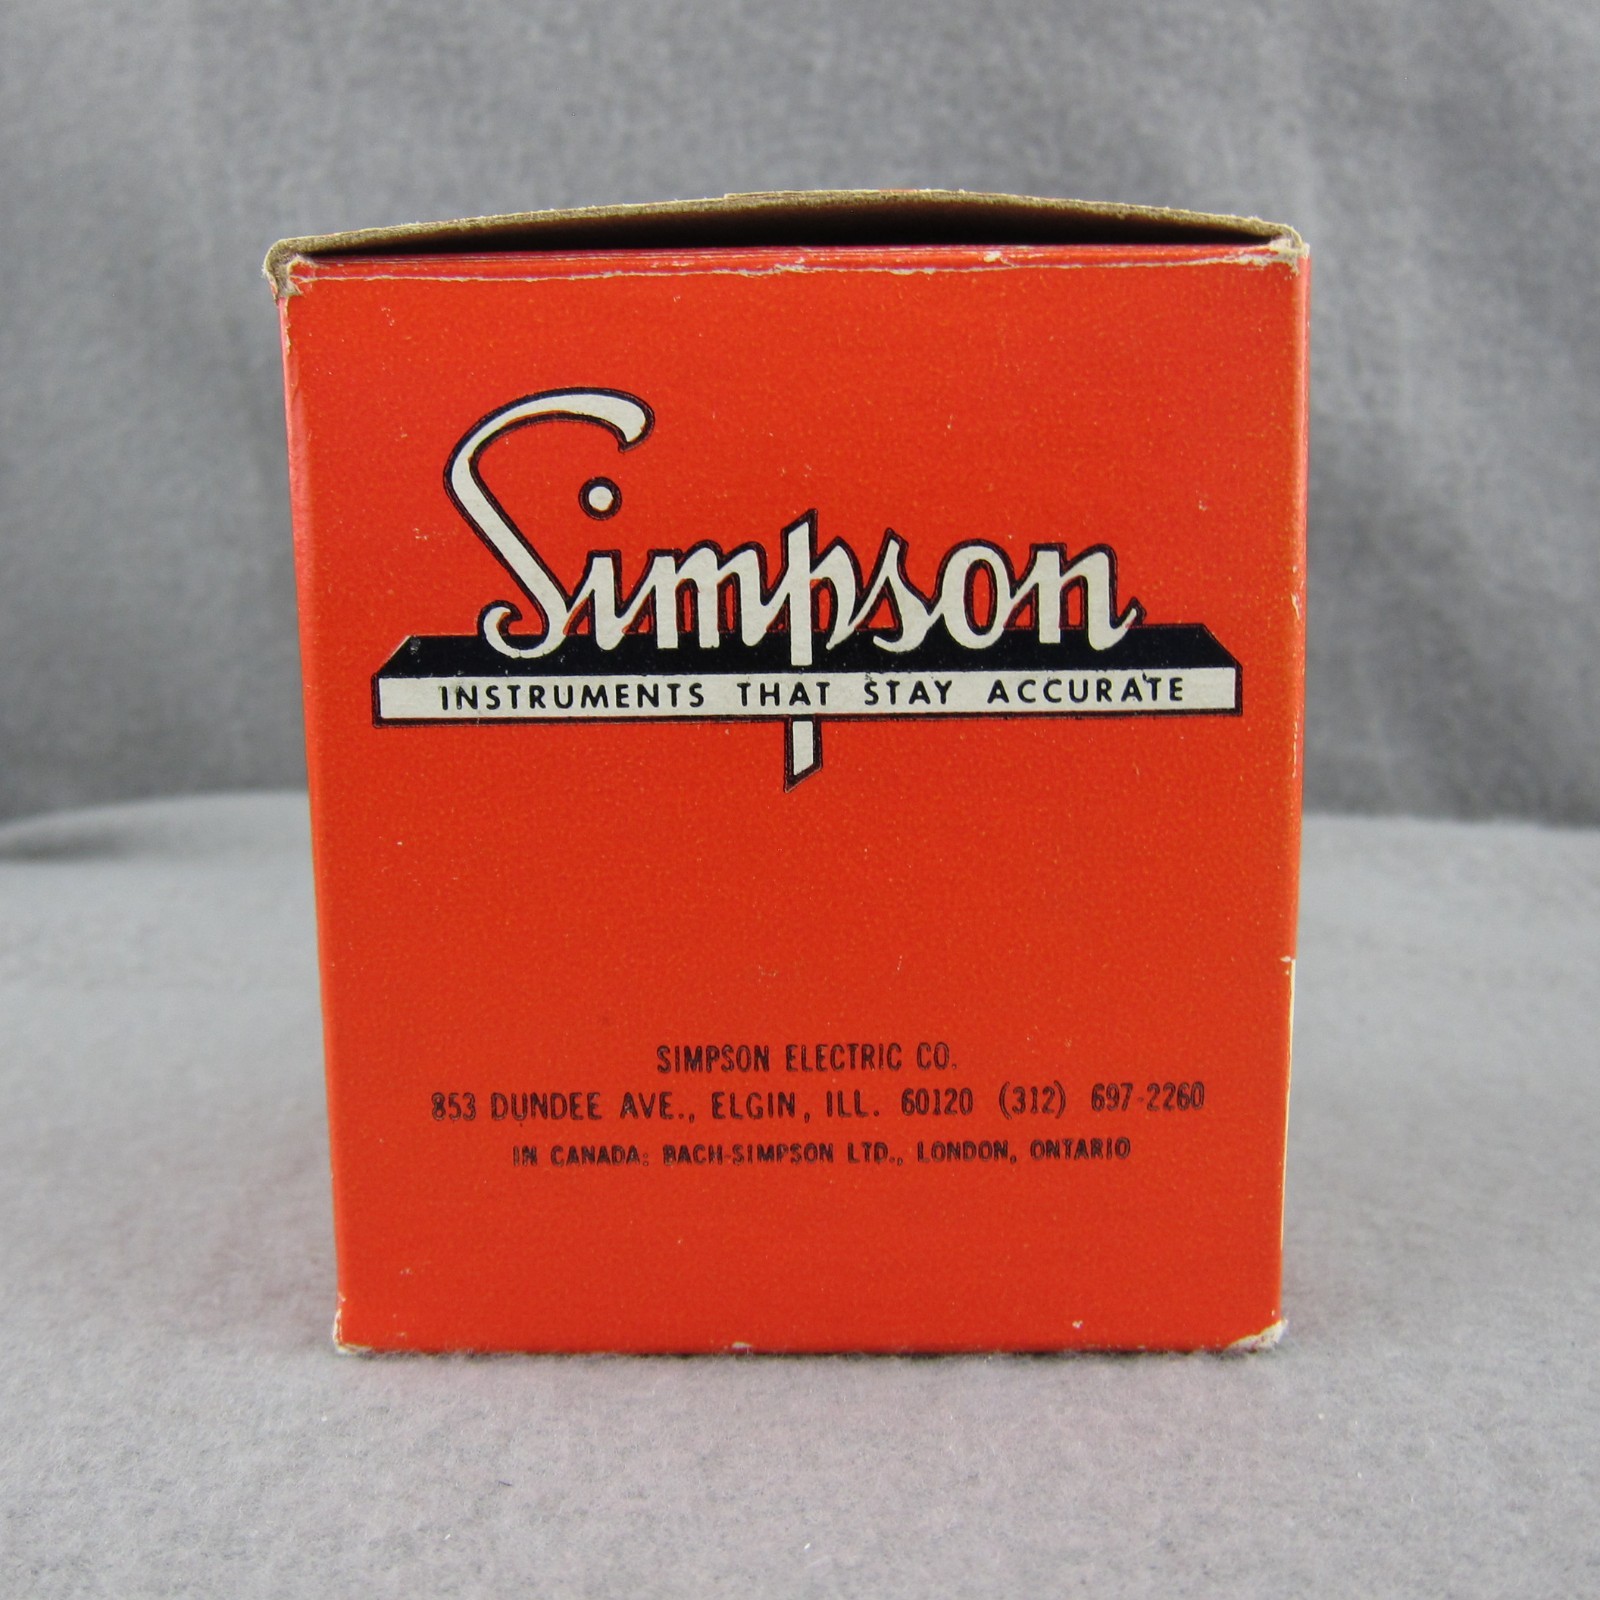 Simpson
INSTRUMENTS THAT STAY ACCURATE
SIMPSON ELECTRIC CO.
853 DUNDEE AVE., ELGIN, ILL. 60120 (312) 697-2260
IN CANADA: BACH-SIMPSON LTD., LONDON, ONTARIO